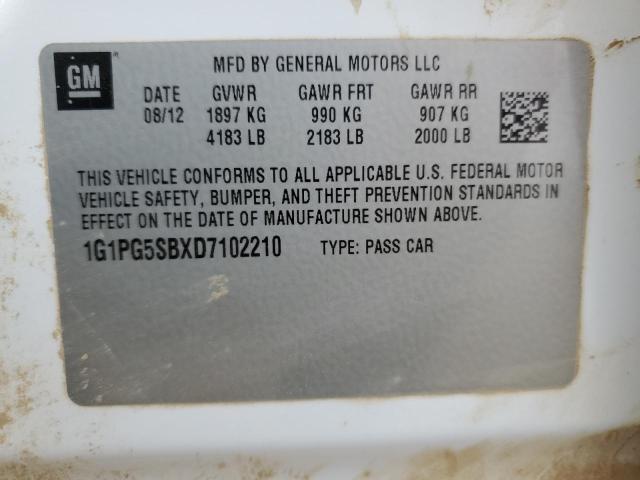 GM
MFD BY GENERAL MOTORS LLC
DATE GVWR GAWR FRT GAWR RR
08/12 1897 KG 990 KG 907 KG
4183 LB 2183 LB 2000 LB
THIS VEHICLE CONFORMS TO ALL APPLICABLE U.S. FEDERAL MOTOR
VEHICLE SAFETY, BUMPER, AND THEFT PREVENTION STANDARDS IN
EFFECT ON THE DATE OF MANUFACTURE SHOWN ABOVE.
1G1PG5SBXD7102210 TYPE: PASS CAR